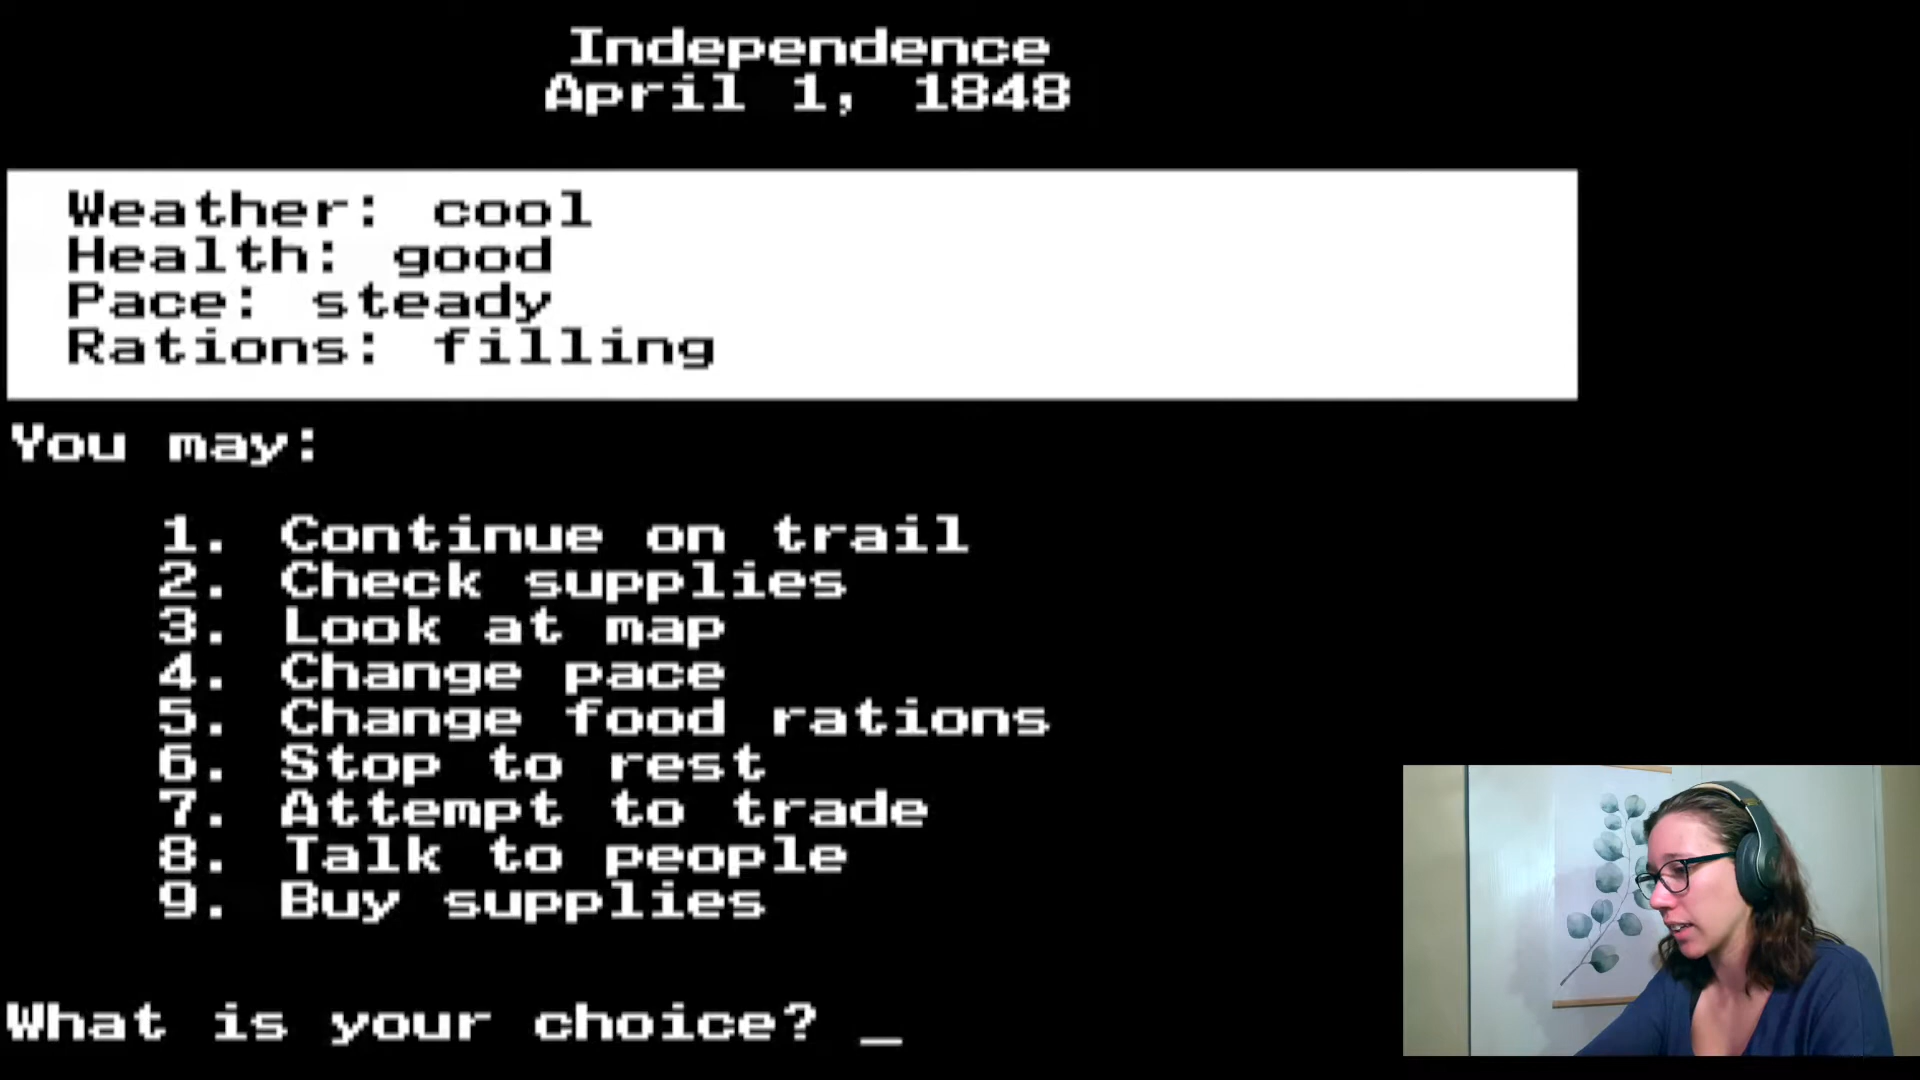 Independence
April 1, 1848
Weather: cool
Health: good
Pace: steady
Rations: filling
You may:
1. Continue on trail
2. Check supplies
3. Look at map
4. Change pace
5. Change food rations
6. Stop to rest
7. Attempt to trade
8. Talk to people
9. Buy supplies
What is your choice? _